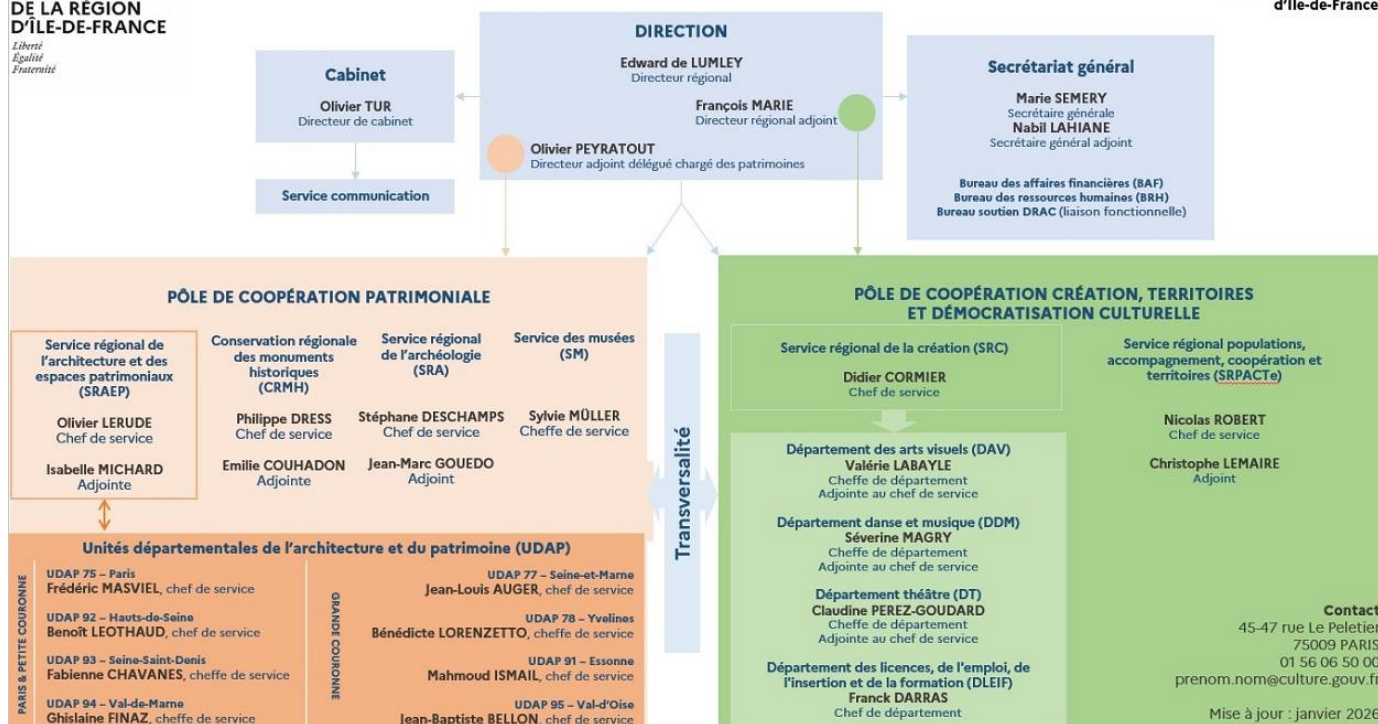 DE LA RÉGION
D'ÎLE-DE-FRANCE
Liberté
Égalité
Fraternité
d'Île-de-France
DIRECTION
Edward de LUMLEY
Directeur régional
François MARIE
Directeur régional adjoint
Olivier PEYRATOUT
Directeur adjoint délégué chargé des patrimoines
Cabinet
Olivier TUR
Directeur de cabinet
Service communication
Secrétariat général
Marie SEMERY
Secrétaire générale
Nabil LAHIANE
Secrétaire général adjoint
Bureau des affaires financières (BAF)
Bureau des ressources humaines (BRH)
Bureau soutien DRAC (liaison fonctionnelle)
PÔLE DE COOPÉRATION PATRIMONIALE
Service régional de
l'architecture et des
espaces patrimoniaux
(SRAEP)
Olivier LERUDE
Chef de service
Isabelle MICHARD
Adjointe
Conservation régionale
des monuments
historiques
(CRMH)
Philippe DRESS
Chef de service
Emilie COUHADON
Adjointe
Service régional
de l'archéologie
(SRA)
Stéphane DESCHAMPS
Chef de service
Jean-Marc GOUEDO
Adjoint
Service des musées
(SM)
Sylvie MÜLLER
Cheffe de service
Unités départementales de l'architecture et du patrimoine (UDAP)
PARIS & PETITE COURONNE
UDAP 75 – Paris
Frédéric MASVIEL, chef de service
UDAP 92 – Hauts-de-Seine
Benoît LEOTHAUD, chef de service
UDAP 93 – Seine-Saint-Denis
Fabienne CHAVANES, cheffe de service
UDAP 94 – Val-de-Marne
Ghislaine FINAZ, cheffe de service
GRANDE COURONNE
UDAP 77 – Seine-et-Marne
Jean-Louis AUGER, chef de service
UDAP 78 – Yvelines
Bénédicte LORENZETTO, cheffe de service
UDAP 91 – Essonne
Mahmoud ISMAIL, chef de service
UDAP 95 – Val-d'Oise
Jean-Baptiste BELLON, chef de service
Transversalité
PÔLE DE COOPÉRATION CRÉATION, TERRITOIRES
ET DÉMOCRATISATION CULTURELLE
Service régional de la création (SRC)
Didier CORMIER
Chef de service
Département des arts visuels (DAV)
Valérie LABAYLE
Cheffe de département
Adjointe au chef de service
Département danse et musique (DDM)
Séverine MAGRY
Cheffe de département
Adjointe au chef de service
Département théâtre (DT)
Claudine PEREZ-GOUDARD
Cheffe de département
Adjointe au chef de service
Département des licences, de l'emploi, de
l'insertion et de la formation (DLEIF)
Franck DARRAS
Chef de département
Service régional populations,
accompagnement, coopération et
territoires (SRPACTe)
Nicolas ROBERT
Chef de service
Christophe LEMAIRE
Adjoint
Contact
45-47 rue Le Peletier
75009 PARIS
01 56 06 50 00
prenom.nom@culture.gouv.fr
Mise à jour : janvier 2026